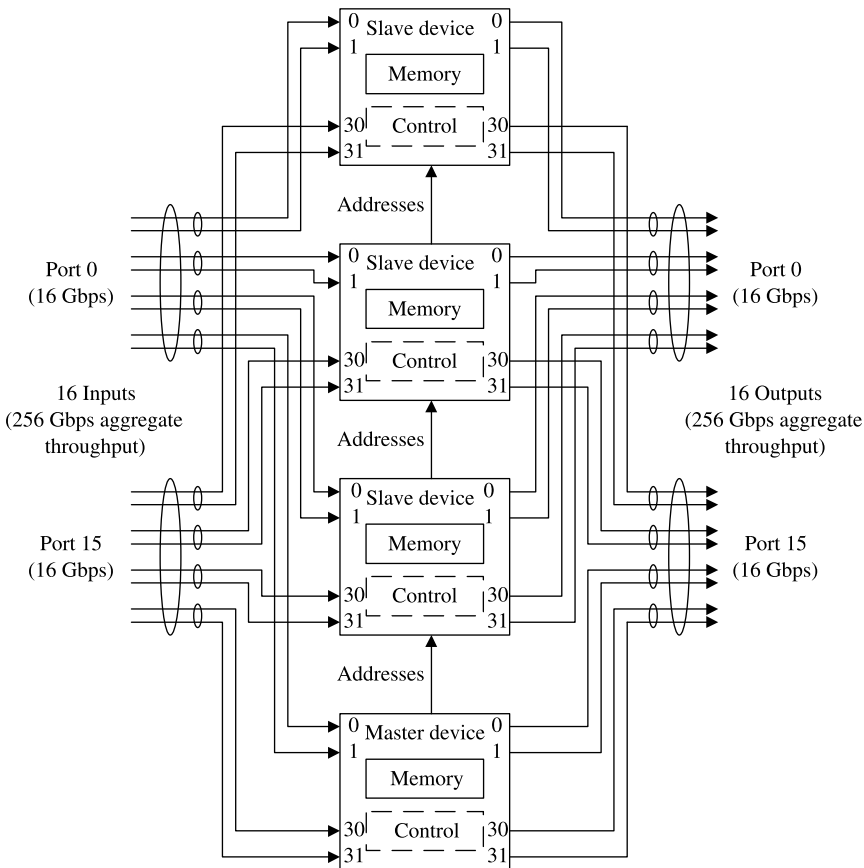 0 Slave device 0
1 1
Memory
30 Control 30
31 31
Addresses
Port 0
(16 Gbps)
0 Slave device 0
1 1
Memory
30 Control 30
31 31
Port 0
(16 Gbps)
16 Inputs
(256 Gbps aggregate
throughput)
Addresses
16 Outputs
(256 Gbps aggregate
throughput)
Port 15
(16 Gbps)
0 Slave device 0
1 1
Memory
30 Control 30
31 31
Port 15
(16 Gbps)
Addresses
0 Master device 0
1 1
Memory
30 Control 30
31 31